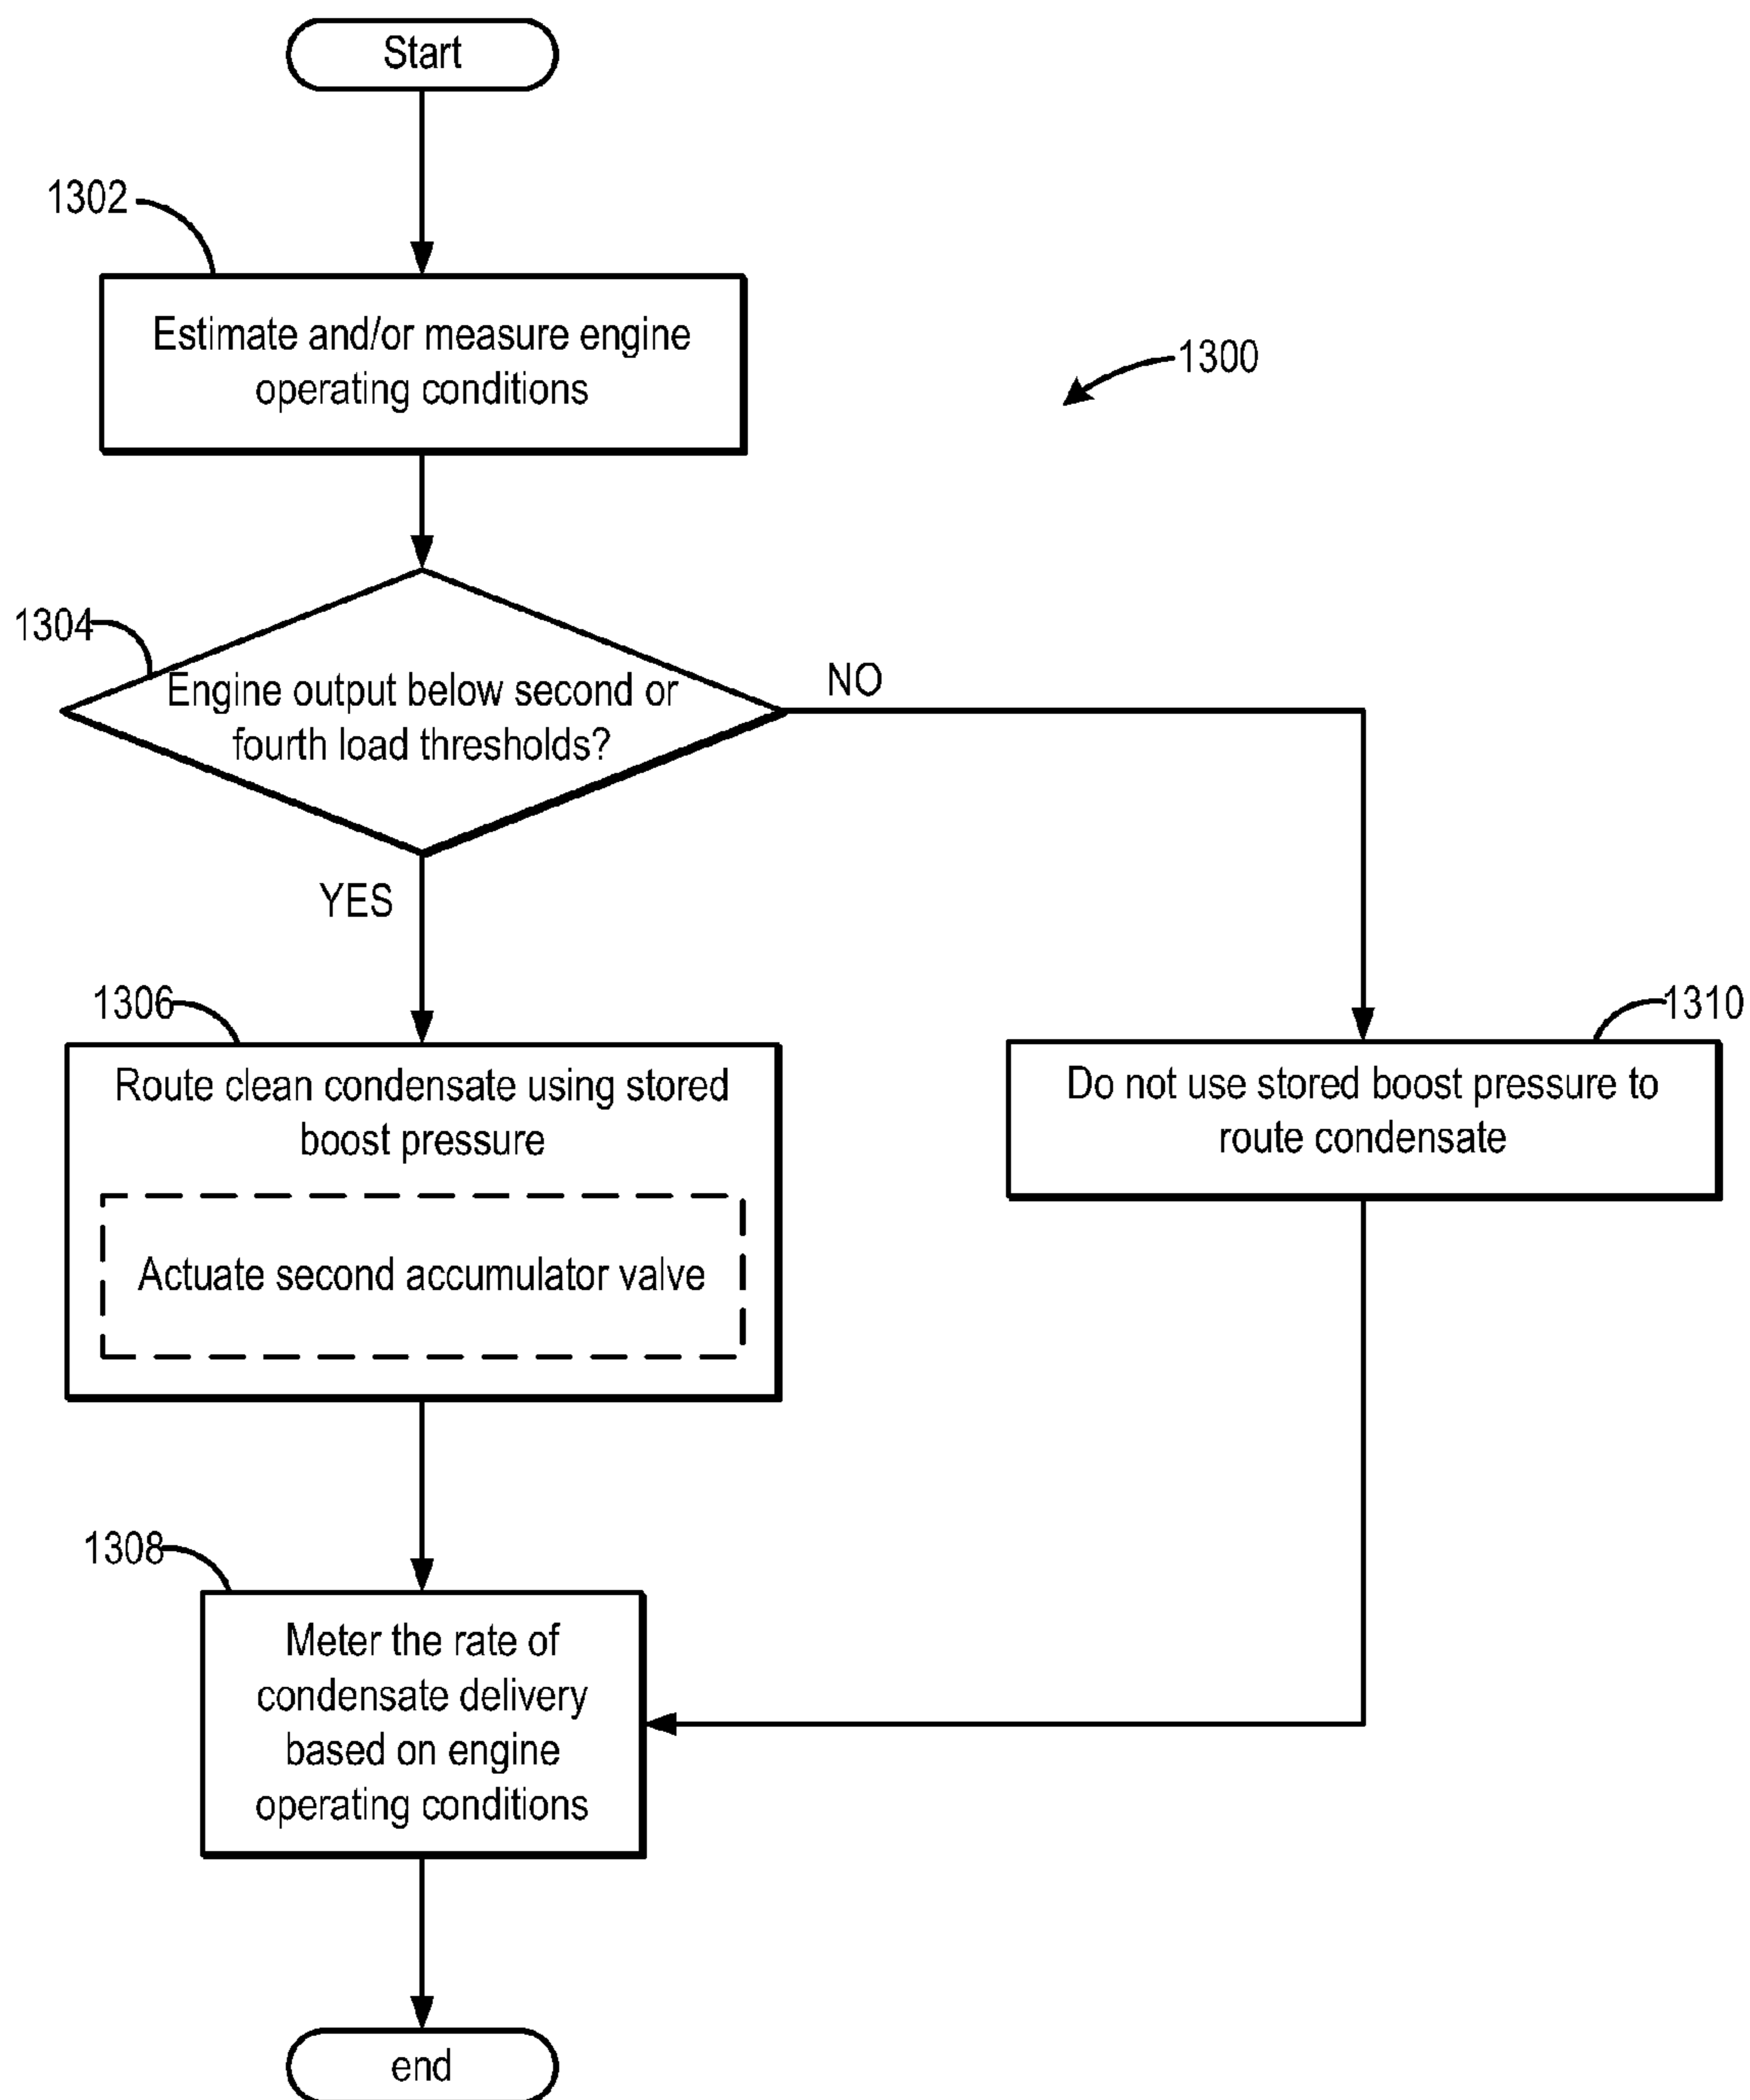 Start
1302
Estimate and/or measure engine
operating conditions
1300
1304
Engine output below second or
fourth load thresholds?
NO
YES
1306
Route clean condensate using stored
boost pressure
Actuate second accumulator valve
1310
Do not use stored boost pressure to
route condensate
1308
Meter the rate of
condensate delivery
based on engine
operating conditions
end